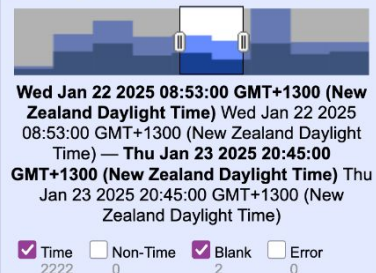 Wed Jan 22 2025 08:53:00 GMT+1300 (New
Zealand Daylight Time) Wed Jan 22 2025
08:53:00 GMT+1300 (New Zealand Daylight
Time) — Thu Jan 23 2025 20:45:00
GMT+1300 (New Zealand Daylight Time) Thu
Jan 23 2025 20:45:00 GMT+1300 (New
Zealand Daylight Time)
Time Non-Time Blank Error
2222 0 2 0